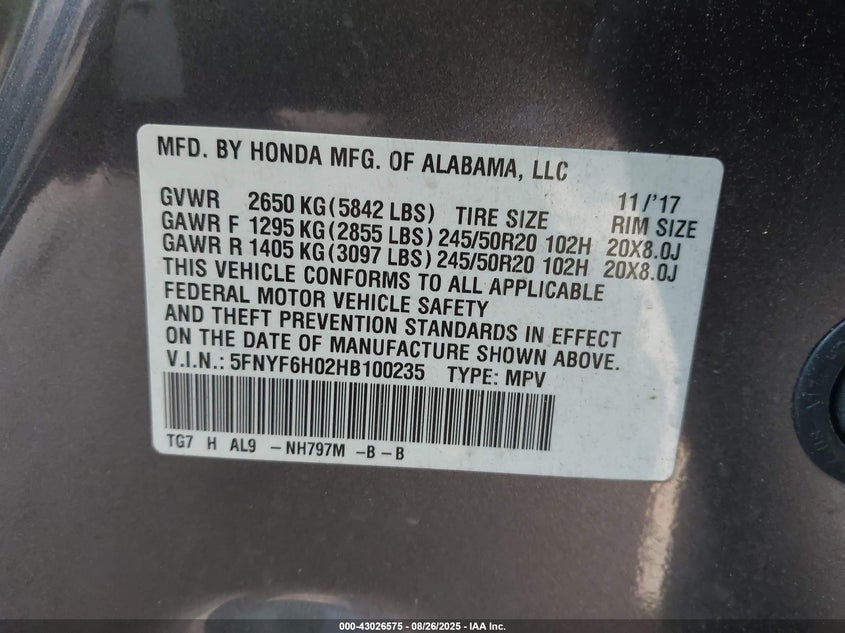 MFD. BY HONDA MFG. OF ALABAMA, LLC
GVWR 2650 KG (5842 LBS) TIRE SIZE 11/'17 RIM SIZE
GAWR F 1295 KG (2855 LBS) 245/50R20 102H 20X8.0J
GAWR R 1405 KG (3097 LBS) 245/50R20 102H 20X8.0J
THIS VEHICLE CONFORMS TO ALL APPLICABLE
FEDERAL MOTOR VEHICLE SAFETY
AND THEFT PREVENTION STANDARDS IN EFFECT
ON THE DATE OF MANUFACTURE SHOWN ABOVE.
V.I.N.: 5FNYF6H02HB100235 TYPE: MPV
TG7 H AL9 -NH797M -B-B
000-43026575 - 08/26/2025 - IAA Inc.